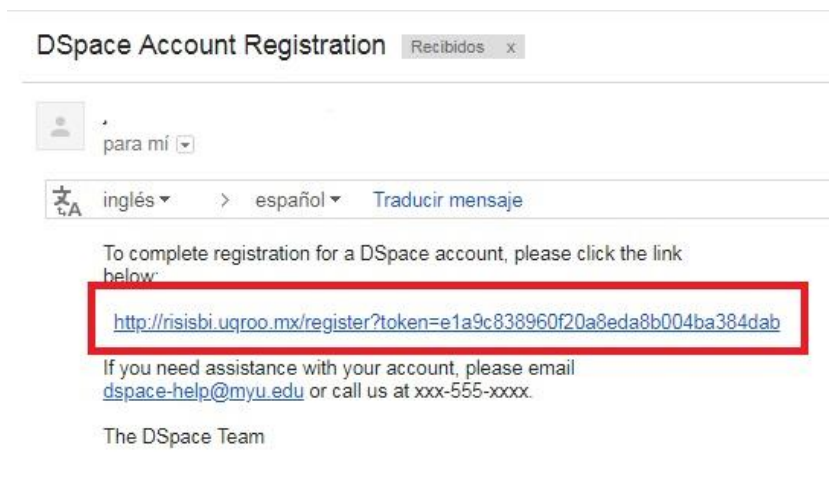 DSpace Account Registration Recibidos x
para mí
inglés > español Traducir mensaje
To complete registration for a DSpace account, please click the link
below:
http://risisbi.uqroo.mx/register?token=e1a9c838960f20a8eda8b004ba384dab
If you need assistance with your account, please email
dspace-help@myu.edu or call us at xxx-555-xxxx.
The DSpace Team